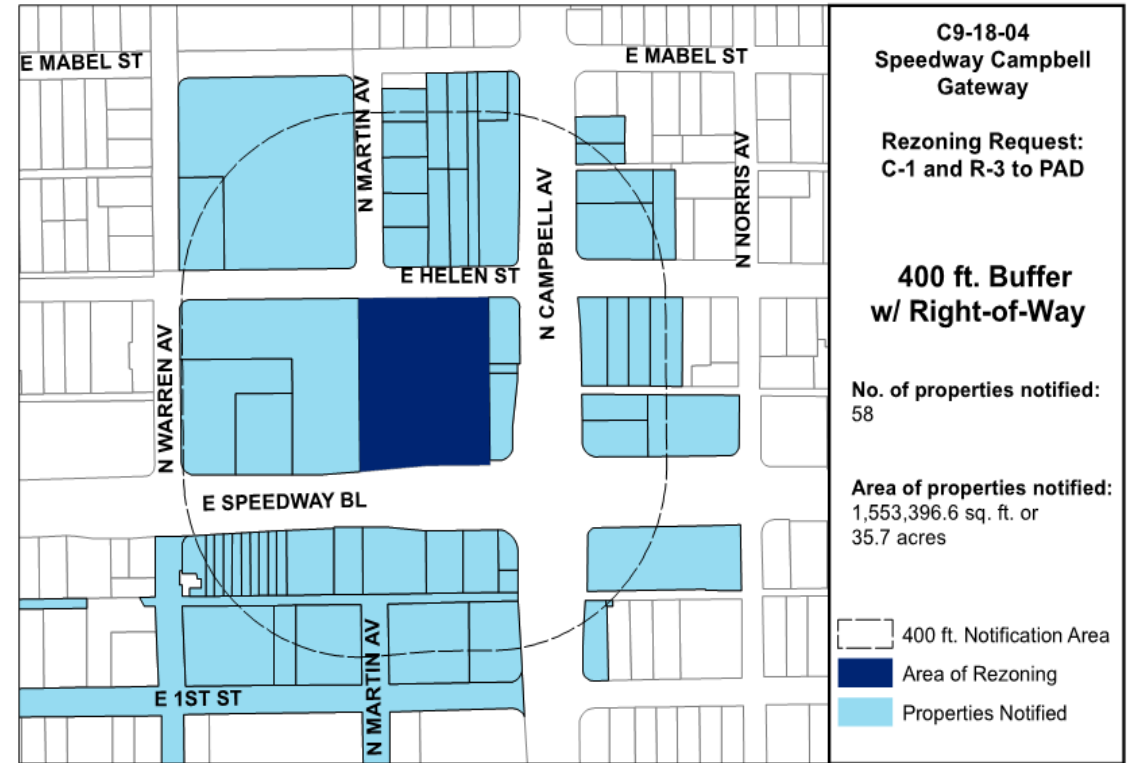 E MABEL ST
E MABEL ST
N MARTIN AV
N CAMPBELL AV
N NORRIS AV
E HELEN ST
N WARREN AV
E SPEEDWAY BL
N MARTIN AV
E 1ST ST
C9-18-04
Speedway Campbell
Gateway
Rezoning Request:
C-1 and R-3 to PAD
400 ft. Buffer
w/ Right-of-Way
No. of properties notified:
58
Area of properties notified:
1,553,396.6 sq. ft. or
35.7 acres
400 ft. Notification Area
Area of Rezoning
Properties Notified